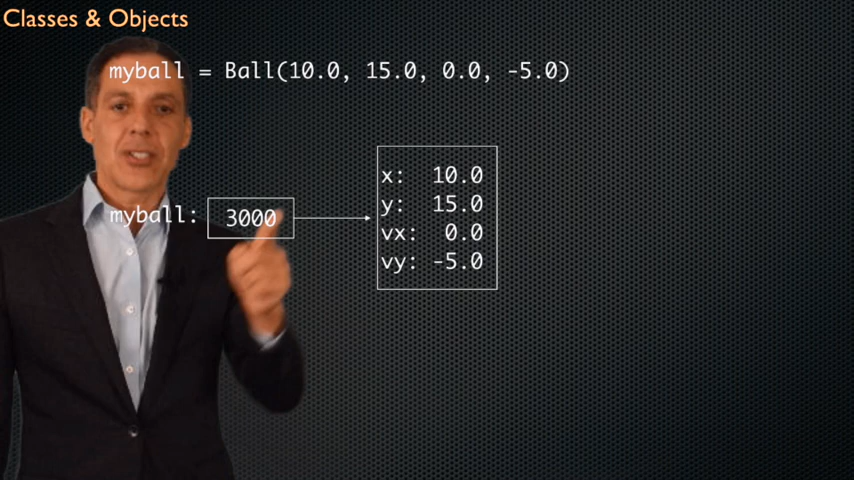 Classes & Objects
myball = Ball(10.0, 15.0, 0.0, -5.0)
myball: 3000
x: 10.0
y: 15.0
vx: 0.0
vy: -5.0